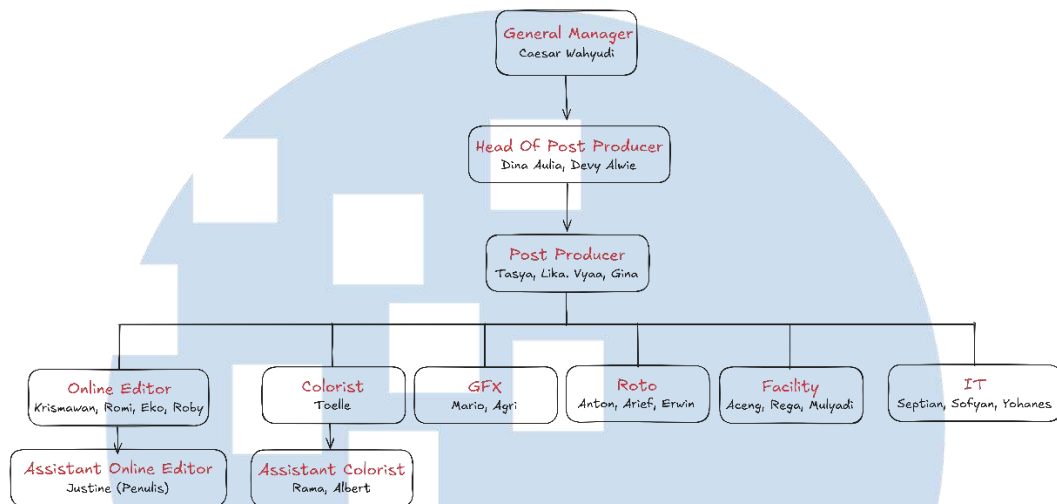 General Manager
Caesar Wahyudi
Head Of Post Producer
Dina Aulia, Devy Alwie
Post Producer
Tasya, Lika. Vyaa, Gina
Online Editor
Krismawan, Romi, Eko, Roby
Colorist
Toelle
GFX
Mario, Agri
Roto
Anton, Arief, Erwin
Facility
Aceng, Rega, Mulyadi
IT
Septian, Sofyan, Yohanes
Assistant Online Editor
Justine (Penulis)
Assistant Colorist
Rama, Albert